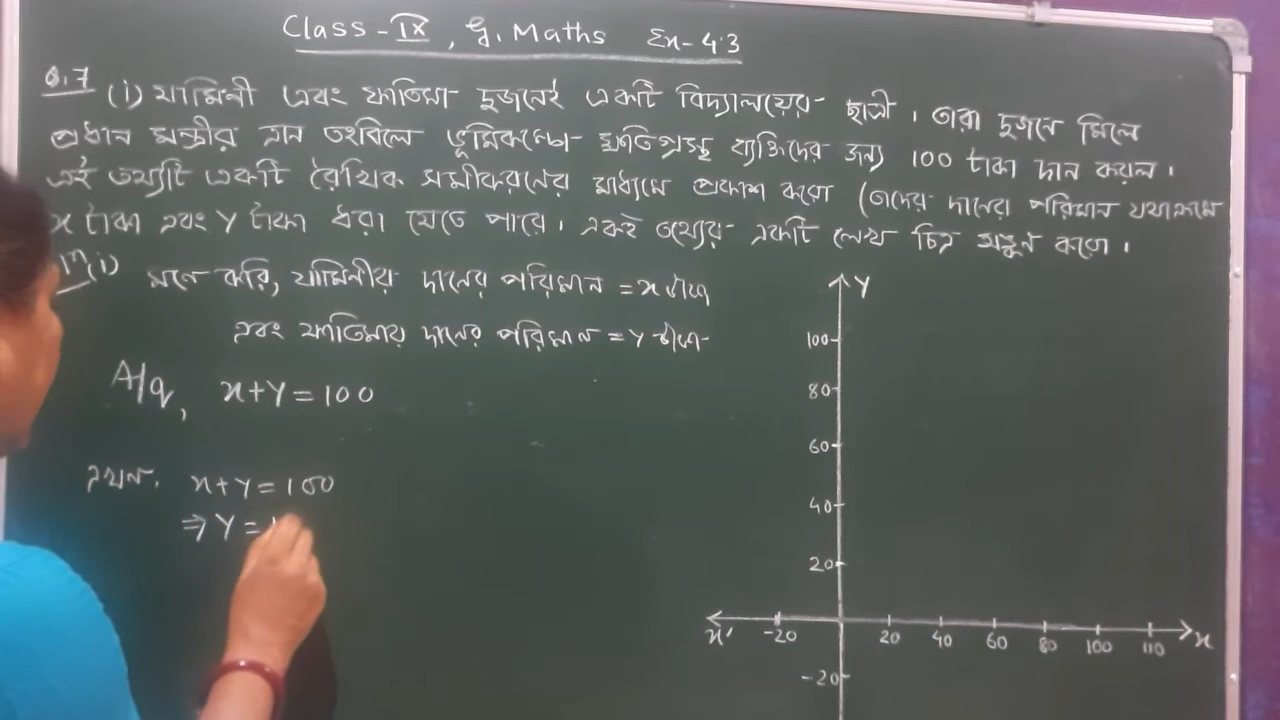 Class-IX, G. Maths Ex-4.3
Q.7 (i) যামিনী এবং ফাতিমা দুজনেই একটি বিদ্যালয়ের ছাত্রী। তারা দুজনে মিলে
প্রধান মন্ত্রীর ত্রান তহবিলে ভূমিকম্পে ক্ষতিগ্রস্থ ব্যক্তিদের জন্য 100 টাকা দান করল।
এই তথ্যটি একটি রৈখিক সমীকরনের মাধ্যমে প্রকাশ করো (তাদের দানের পরিমান যথাক্রমে
x টাকা এবং y টাকা ধরা যেতে পারে। একই তথ্যের একটি লেখ চিত্র অঙ্কন করো।
(i) মনে করি, যামিনীর দানের পরিমান = x টাকা
এবং ফাতিমার দানের পরিমান = y টাকা
A/q, x+y=100
এখন, x+y=100
⇒ y=
Y
100
80
60
40
20
x' -20 20 40 60 80 100 110 x
-20